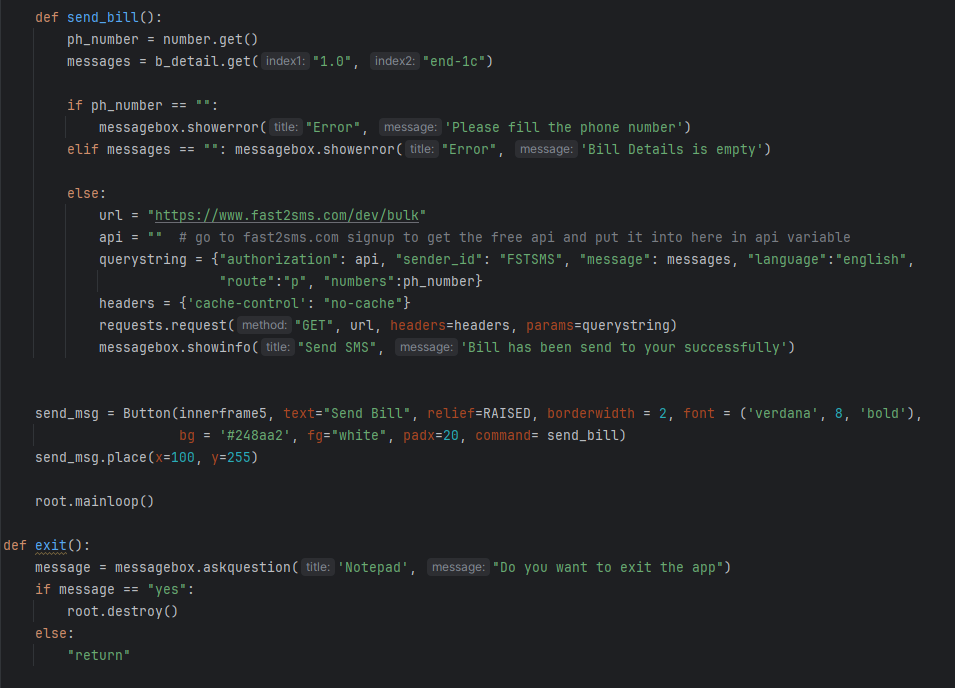 def send_bill():
ph_number = number.get()
messages = b_detail.get( index1: "1.0", index2: "end-1c")
if ph_number == "":
messagebox.showerror( title: "Error", message: 'Please fill the phone number')
elif messages == "": messagebox.showerror( title: "Error", message: 'Bill Details is empty')
else:
url = "https://www.fast2sms.com/dev/bulk"
api = "" # go to fast2sms.com signup to get the free api and put it into here in api variable
querystring = {"authorization": api, "sender_id": "FSTSMS", "message": messages, "language":"english",
"route":"p", "numbers":ph_number}
headers = {'cache-control': "no-cache"}
requests.request( method: "GET", url, headers=headers, params=querystring)
messagebox.showinfo( title: "Send SMS", message: 'Bill has been send to your successfully')
send_msg = Button(innerframe5, text="Send Bill", relief=RAISED, borderwidth = 2, font = ('verdana', 8, 'bold'),
bg = '#248aa2', fg="white", padx=20, command= send_bill)
send_msg.place(x=100, y=255)
root.mainloop()
def exit():
message = messagebox.askquestion( title: 'Notepad', message: "Do you want to exit the app")
if message == "yes":
root.destroy()
else:
"return"